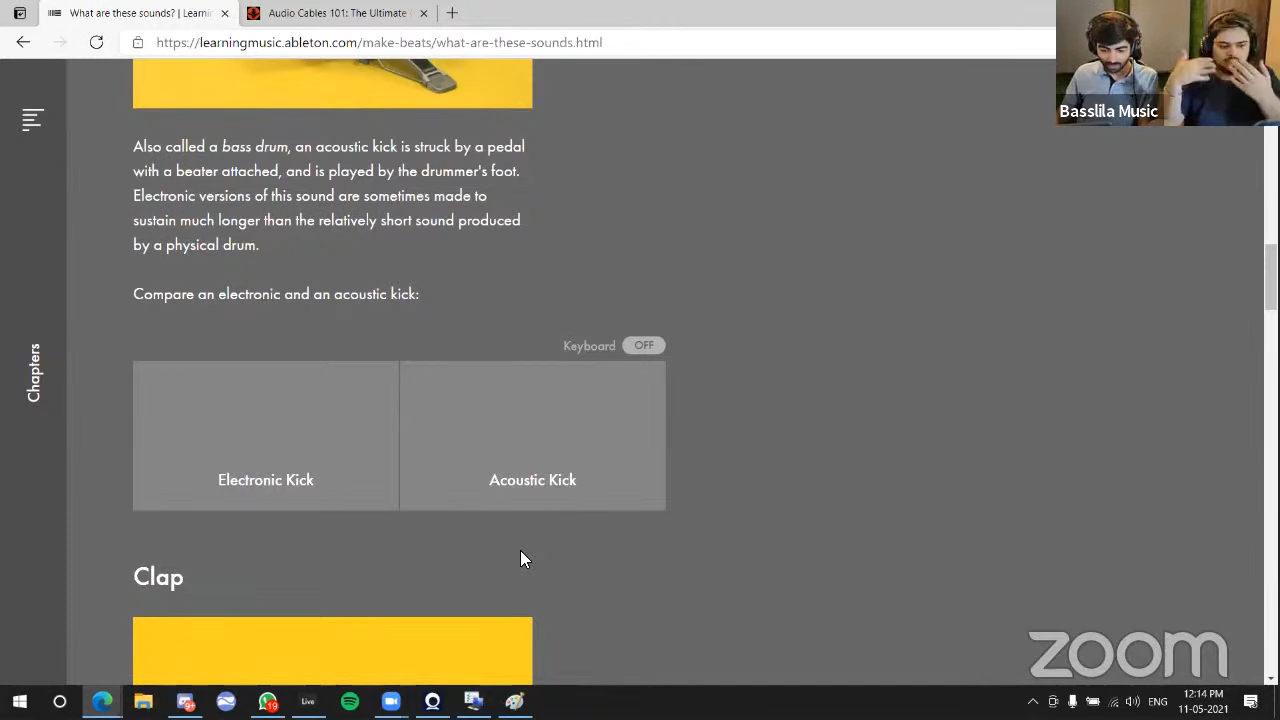 What are these sounds? | Learni
Audio Cables 101: The Ultimate
https://learningmusic.ableton.com/make-beats/what-are-these-sounds.html
Basslila Music
Also called a bass drum, an acoustic kick is struck by a pedal
with a beater attached, and is played by the drummer's foot.
Electronic versions of this sound are sometimes made to
sustain much longer than the relatively short sound produced
by a physical drum.
Compare an electronic and an acoustic kick:
Keyboard OFF
Chapters
Electronic Kick
Acoustic Kick
Clap
zoom
9+
19
Live
ENG
12:14 PM
11-05-2021